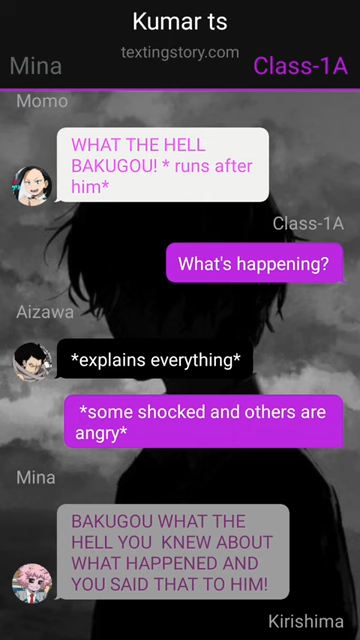 Kumar ts
textingstory.com
Mina
Class-1A
Momo
WHAT THE HELL
BAKUGOU! * runs after
him*
Class-1A
What's happening?
Aizawa
*explains everything*
*some shocked and others are
angry*
Mina
BAKUGOU WHAT THE
HELL YOU KNEW ABOUT
WHAT HAPPENED AND
YOU SAID THAT TO HIM!
Kirishima